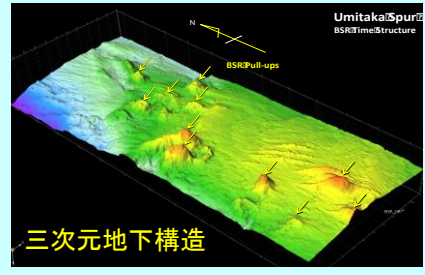 N
Umitaka Spur
BSR Time Structure
BSR Pull-ups
三次元地下構造